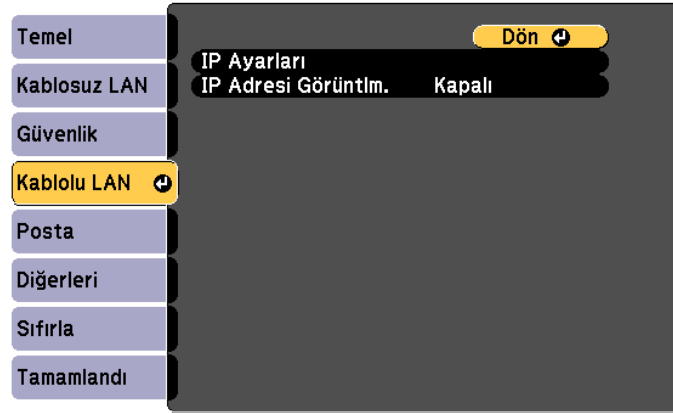 Temel
Kablosuz LAN
Güvenlik
Kablolu LAN
Posta
Diğerleri
Sıfırla
Tamamlandı
Dön
IP Ayarları
IP Adresi Görüntlm. Kapalı